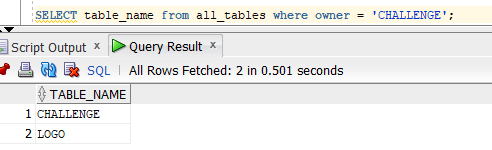 SELECT table_name from all_tables where owner = 'CHALLENGE';
Script Output x Query Result x
SQL | All Rows Fetched: 2 in 0.501 seconds
TABLE_NAME
1 CHALLENGE
2 LOGO